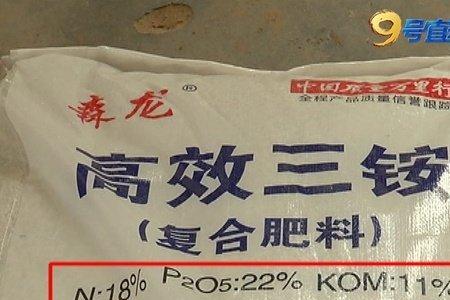 9号直
森龙®
中国质量万里行
全程产品质量信誉跟踪
高效三铵
(复合肥料)
N:18% P2O5:22% KOM:11%